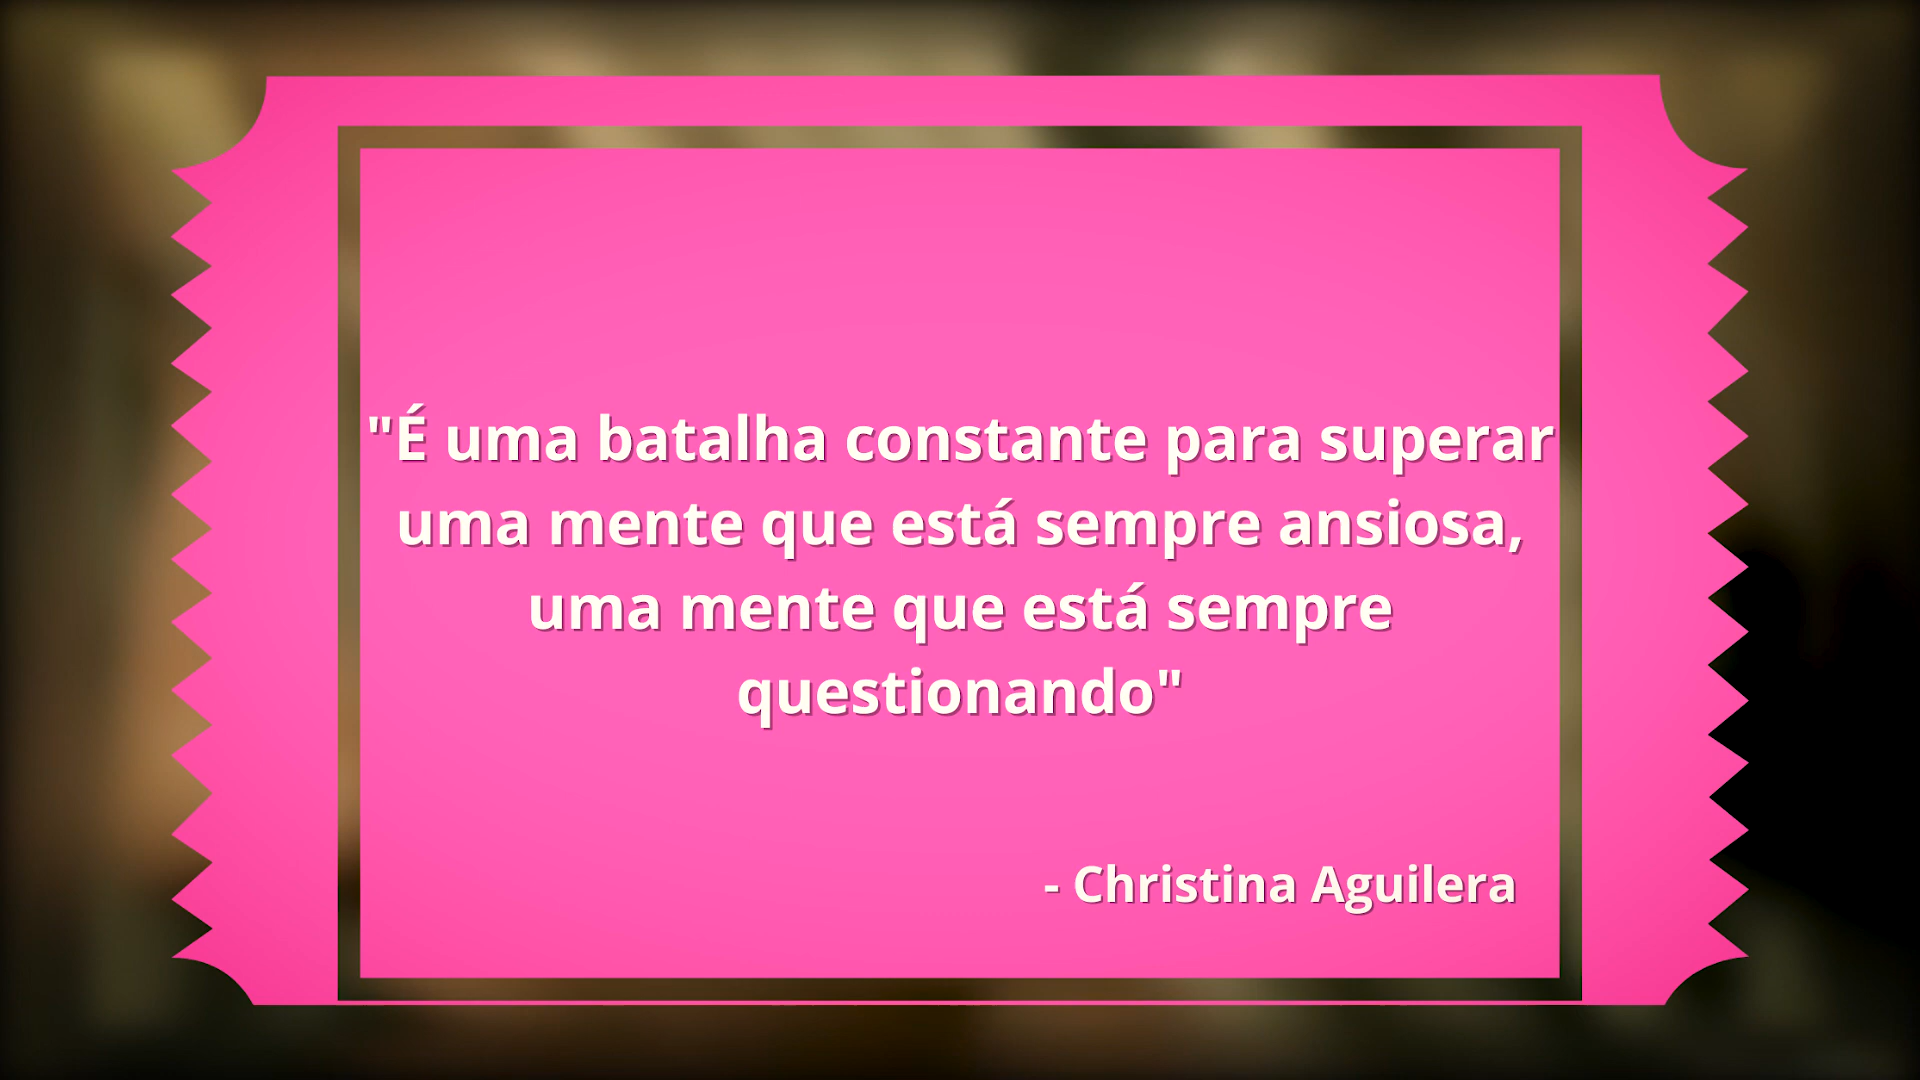 "É uma batalha constante para superar
uma mente que está sempre ansiosa,
uma mente que está sempre
questionando"
- Christina Aguilera